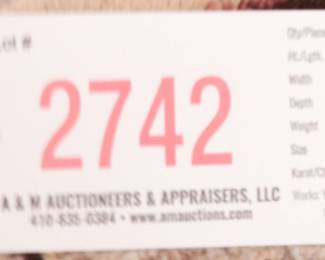 Lot #
2742
A & M AUCTIONEERS & APPRAISERS, LLC
410-835-0384 • www.amauctions.com
Qty/Piece
Ht./Lgth.
Width
Depth
Weight
Size
Karat/C
Works: